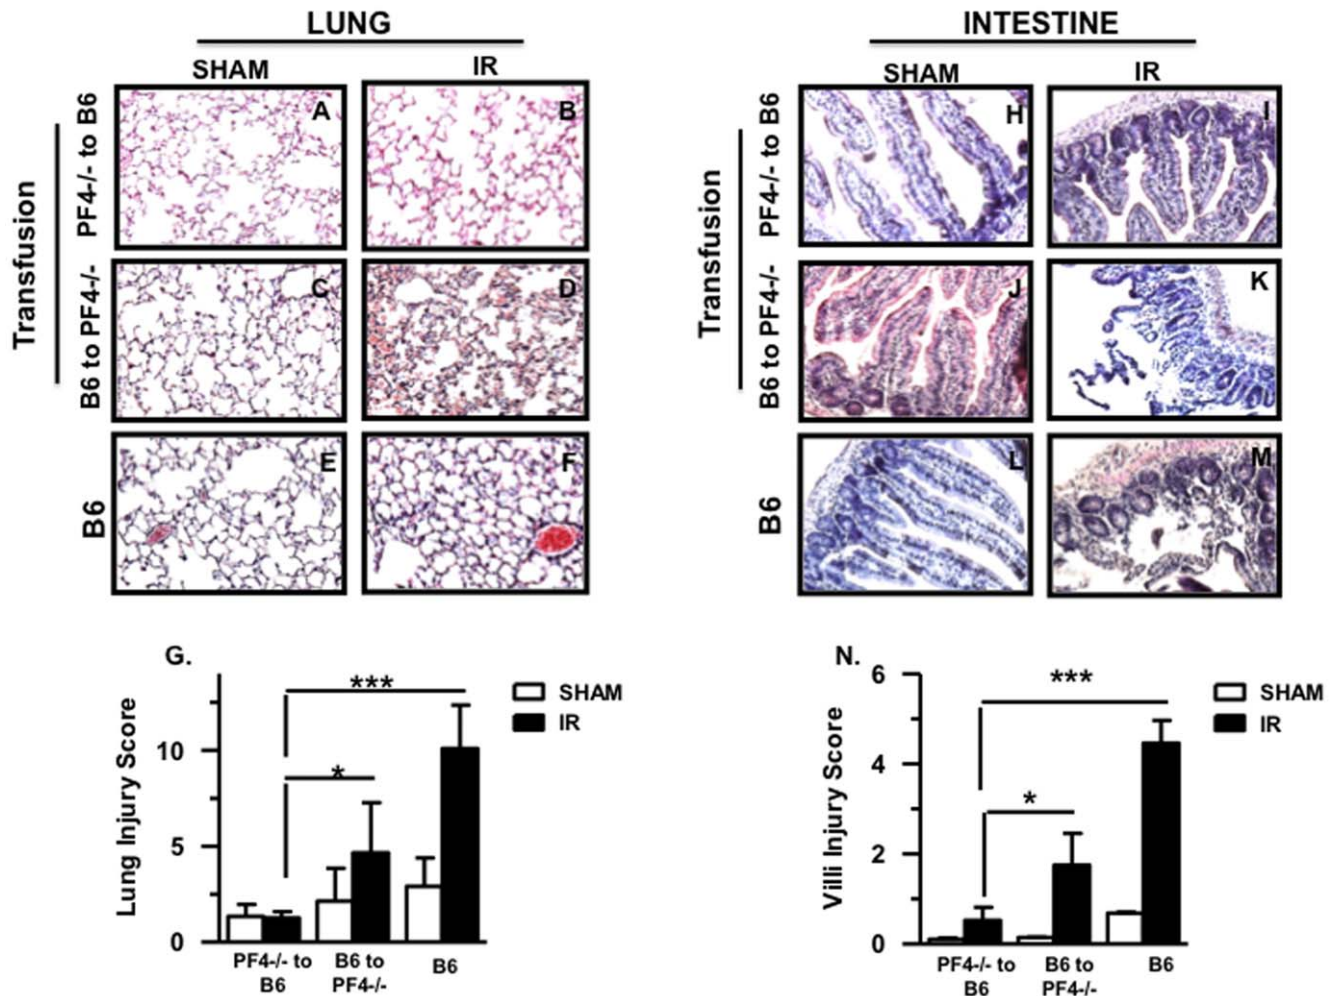 LUNG
INTESTINE
SHAM
IR
SHAM
IR
Transfusion
PF4-/- to B6
A
B
B6 to PF4-/-
C
D
B6
E
F
Transfusion
PF4-/- to B6
H
I
B6 to PF4-/-
J
K
B6
L
M
G.
***
*
SHAM
IR
Lung Injury Score
10
5
0
PF4-/- to
B6
B6 to
PF4-/-
B6
N.
***
*
SHAM
IR
Villi Injury Score
6
4
2
0
PF4-/- to
B6
B6 to
PF4-/-
B6